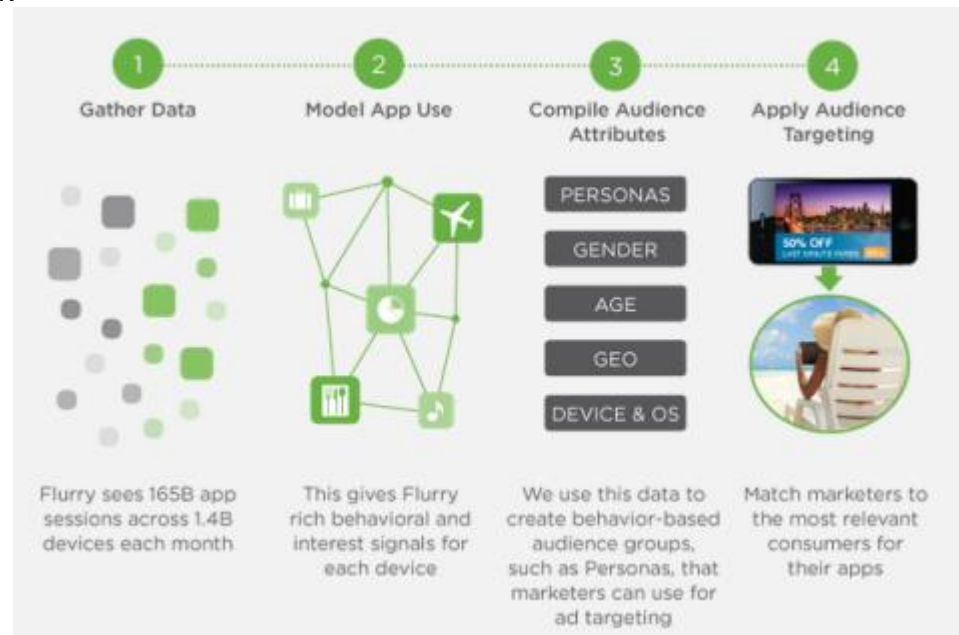 1
Gather Data
2
Model App Use
3
Compile Audience
Attributes
4
Apply Audience
Targeting
PERSONAS
GENDER
AGE
GEO
DEVICE & OS
50% OFF
LAST MINUTE FARES
Flurry sees 165B app
sessions across 1.4B
devices each month
This gives Flurry
rich behavioral and
interest signals for
each device
We use this data to
create behavior-based
audience groups,
such as Personas, that
marketers can use for
ad targeting
Match marketers to
the most relevant
consumers for
their apps